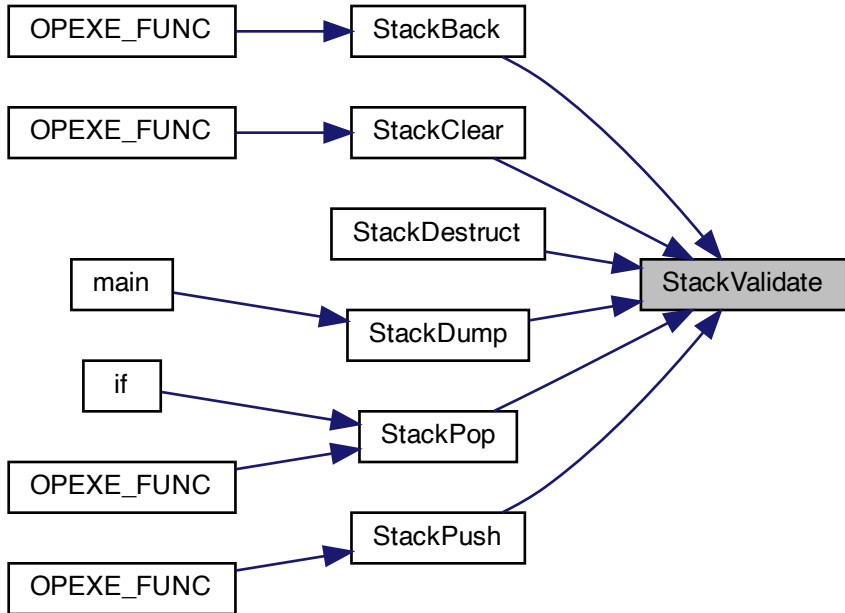 OPEXE_FUNC
StackBack
OPEXE_FUNC
StackClear
StackDestruct
StackValidate
main
StackDump
if
StackPop
OPEXE_FUNC
StackPush
OPEXE_FUNC